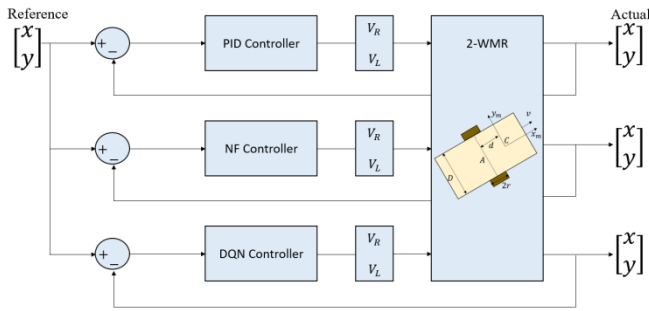 Reference
Actual
[x y]
+ −
PID Controller
V_R
V_L
2-WMR
[x y]
y_m
v
x_m
C
d
A
D
2r
+ −
NF Controller
V_R
V_L
[x y]
+ −
DQN Controller
V_R
V_L
[x y]